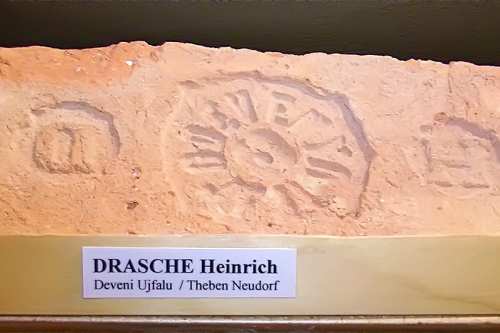 DRASCHE Heinrich
Deveni Ujfalu / Theben Neudorf